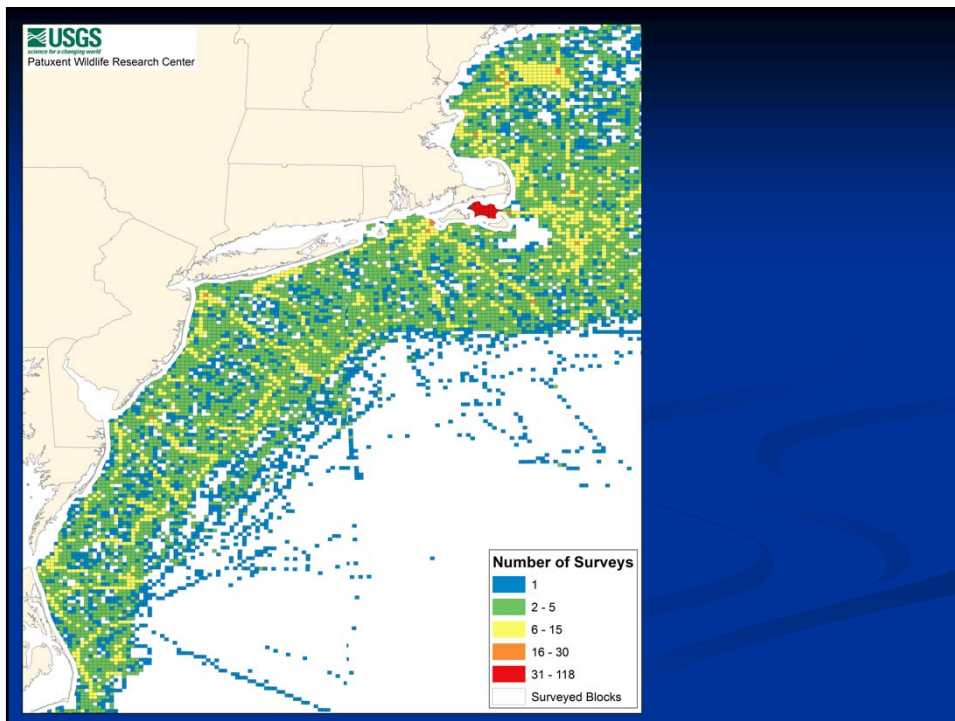 USGS
science for a changing world
Patuxent Wildlife Research Center
Number of Surveys
1
2 - 5
6 - 15
16 - 30
31 - 118
Surveyed Blocks